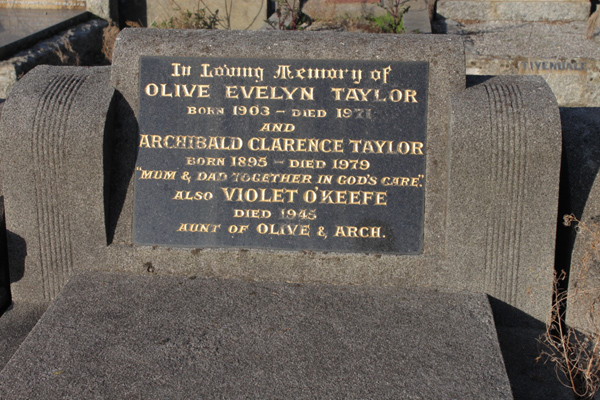 In Loving Memory of
OLIVE EVELYN TAYLOR
BORN 1903 – DIED 1971
AND
ARCHIBALD CLARENCE TAYLOR
BORN 1895 – DIED 1979
"MUM & DAD TOGETHER IN GOD'S CARE".
ALSO VIOLET O'KEEFE
DIED 1945
AUNT OF OLIVE & ARCH.